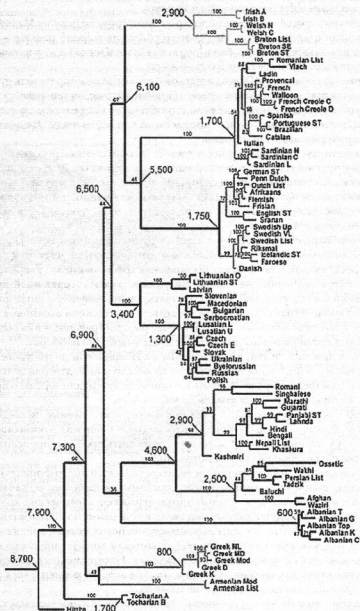 Irish A
Irish B
2,900
Welsh N
Welsh C
Breton List
Breton SE
Breton ST
Romanian List
Vlach
Ladin
Provencal
French
Walloon
French Creole C
French Creole D
6,100
Spanish
Portuguese ST
Brazilian
Catalan
1,700
Italian
Sardinian N
Sardinian C
Sardinian L
5,500
German ST
Penn Dutch
Dutch List
Afrikaans
Flemish
Frisian
6,500
1,750
English ST
Sranan
Swedish Up
Swedish VL
Swedish List
Riksmal
Icelandic ST
Faroese
Danish
Lithuanian O
Lithuanian ST
Latvian
Slovenian
Macedonian
Bulgarian
Serbocroatian
3,400
Lusatian L
Lusatian U
1,300
Czech
Czech E
Slovak
Ukrainian
Byelorussian
Russian
Polish
6,900
Romani
Singhalese
Marathi
Gujarati
Panjabi ST
Lahnda
2,900
Hindi
Bengali
Nepali List
Khaskura
Kashmiri
7,300
4,600
Ossetic
Wakhi
Persian List
Tadzik
2,500
Baluchi
Afghan
Waziri
7,900
600
Albanian T
Albanian G
Albanian Top
Albanian K
Albanian C
8,700
800
Greek NL
Greek MD
Greek Mod
Greek D
Greek K
Armenian Mod
Armenian List
1,700
Tocharian A
Tocharian B
Hittite